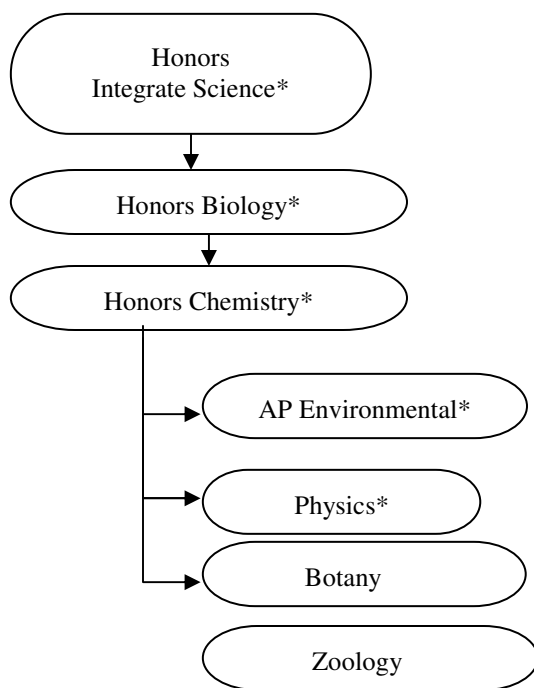 Honors
Integrate Science*
Honors Biology*
Honors Chemistry*
AP Environmental*
Physics*
Botany
Zoology